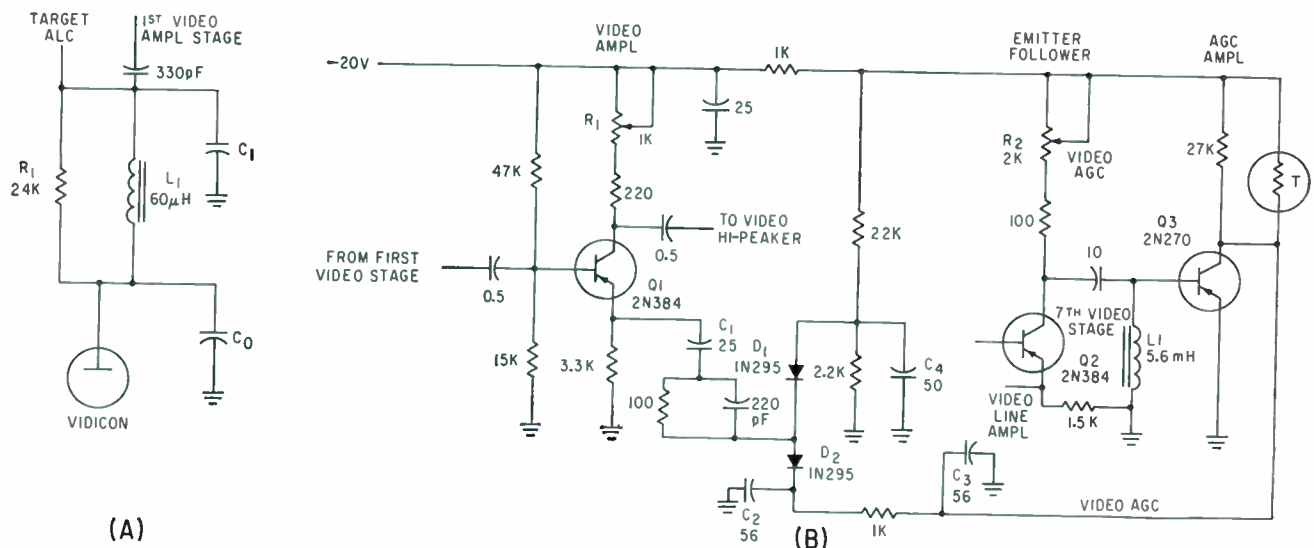 TARGET
ALC
1ST VIDEO
AMPL STAGE
330pF
R1
24K
L1
60μH
C1
C0
VIDICON
(A)
VIDEO
AMPL
-20V
1K
EMITTER
FOLLOWER
AGC
AMPL
R1
1K
25
47K
220
TO VIDEO
HI-PEAKER
0.5
FROM FIRST
VIDEO STAGE
0.5
Q1
2N384
15K
3.3K
C1
25
100
220
pF
D1
1N295
22K
2.2K
C4
50
D2
1N295
C2
56
1K
C3
56
VIDEO AGC
R2
2K
VIDEO
AGC
100
10
27K
T
Q3
2N270
7TH VIDEO
STAGE
Q2
2N384
L1
5.6mH
VIDEO
LINE
AMPL
1.5K
(B)